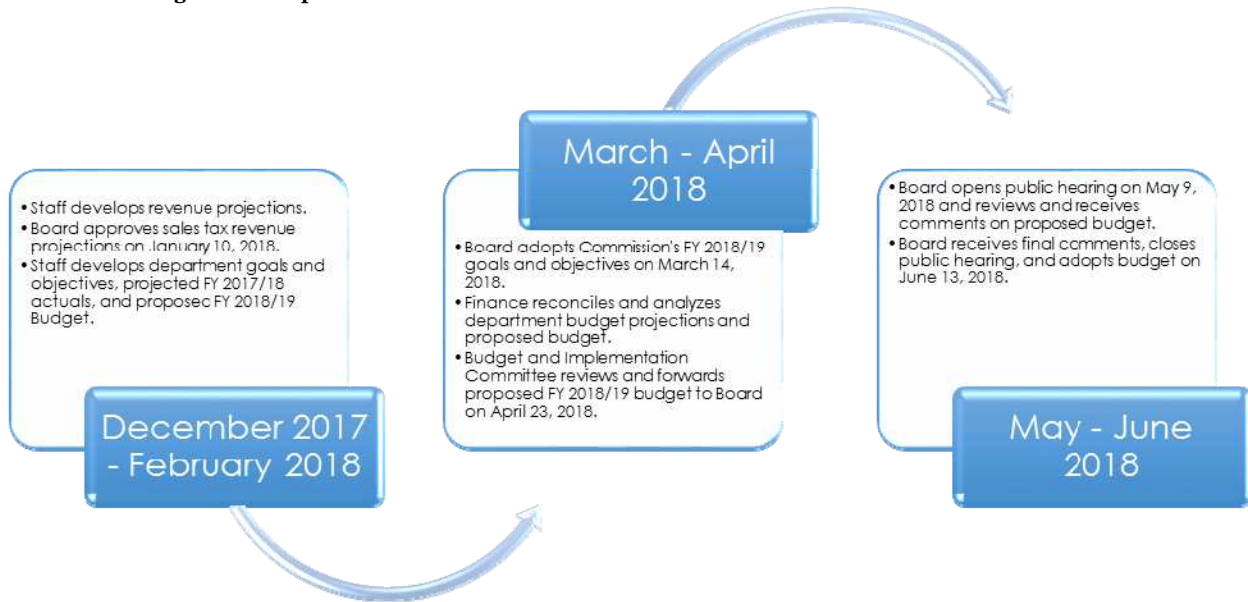 • Staff develops revenue projections.
• Board approves sales tax revenue
projections on January 10, 2018.
• Staff develops department goals and
objectives, projected FY 2017/18
actuals, and proposed FY 2018/19
Budget.
December 2017
- February 2018
March - April
2018
• Board adopts Commission's FY 2018/19
goals and objectives on March 14,
2018.
• Finance reconciles and analyzes
department budget projections and
proposed budget.
• Budget and Implementation
Committee reviews and forwards
proposed FY 2018/19 budget to Board
on April 23, 2018.
• Board opens public hearing on May 9,
2018 and reviews and receives
comments on proposed budget.
• Board receives final comments, closes
public hearing, and adopts budget on
June 13, 2018.
May - June
2018